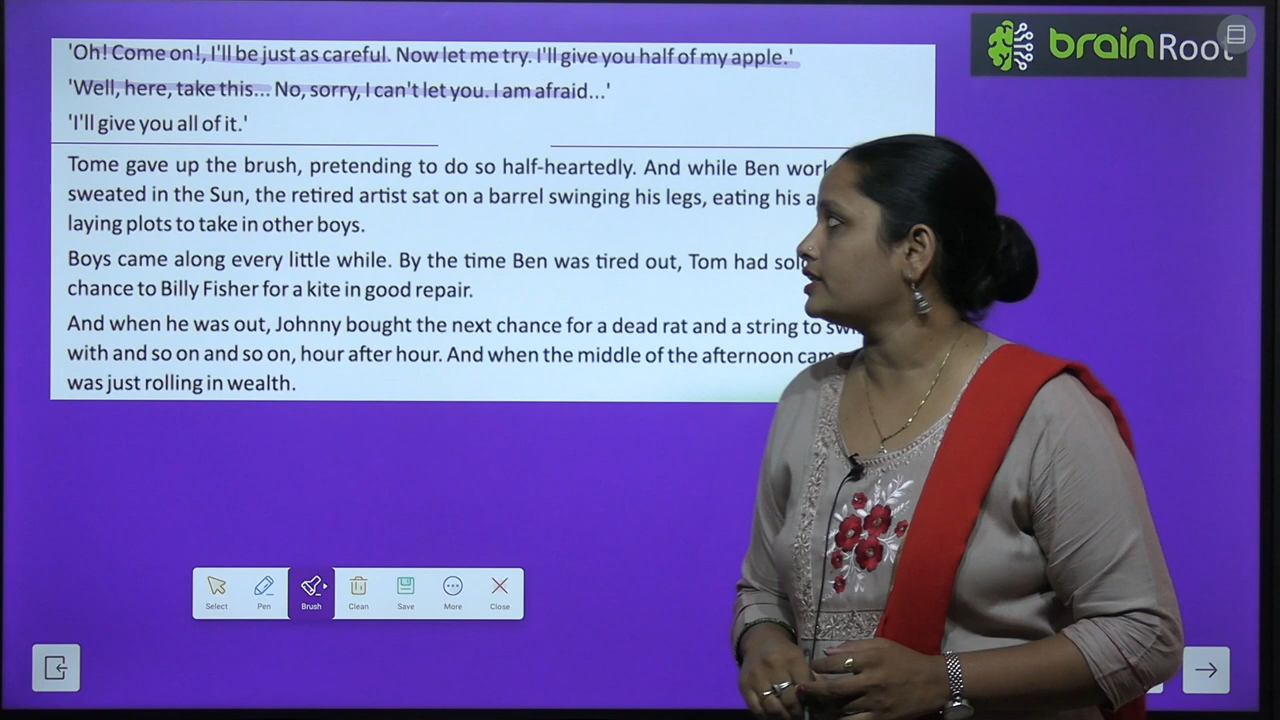 'Oh! Come on!, I'll be just as careful. Now let me try. I'll give you half of my apple.'
'Well, here, take this... No, sorry, I can't let you. I am afraid...'
'I'll give you all of it.'
Tome gave up the brush, pretending to do so half-heartedly. And while Ben
sweated in the Sun, the retired artist sat on a barrel swinging his legs, eating his
laying plots to take in other boys.
Boys came along every little while. By the time Ben was tired out, Tom had
chance to Billy Fisher for a kite in good repair.
And when he was out, Johnny bought the next chance for a dead rat and a string to
with and so on and so on, hour after hour. And when the middle of the afternoon
was just rolling in wealth.
brainRoot
Select Pen Brush Clean Save More Close